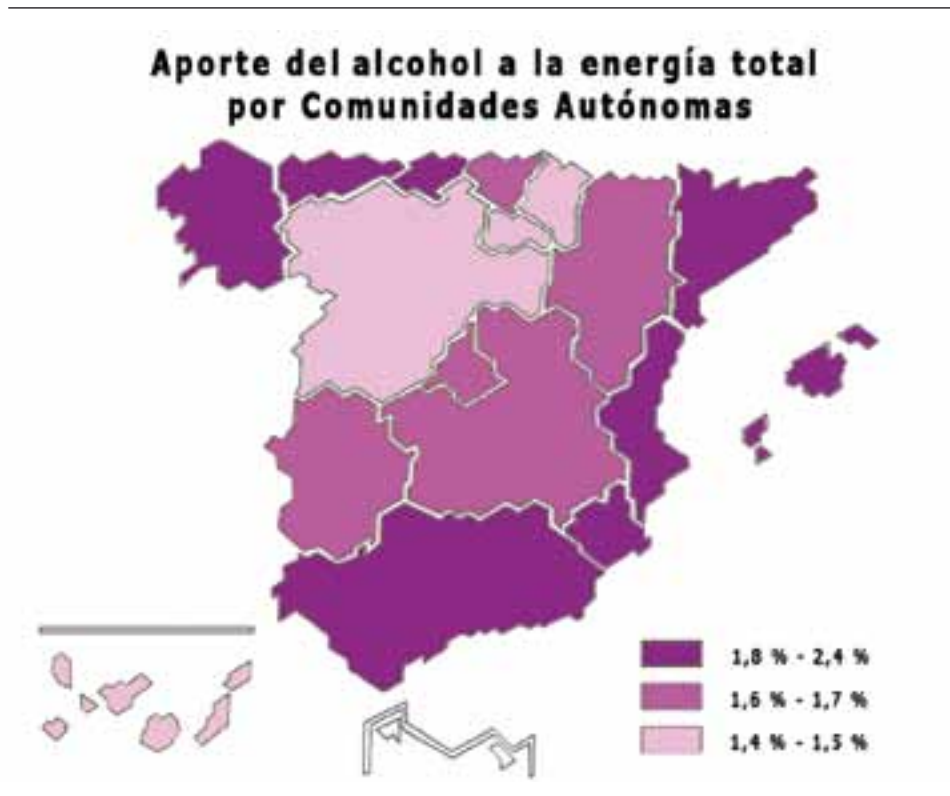 Aporte del alcohol a la energía total
por Comunidades Autónomas
1,8 % - 2,4 %
1,6 % - 1,7 %
1,4 % - 1,5 %